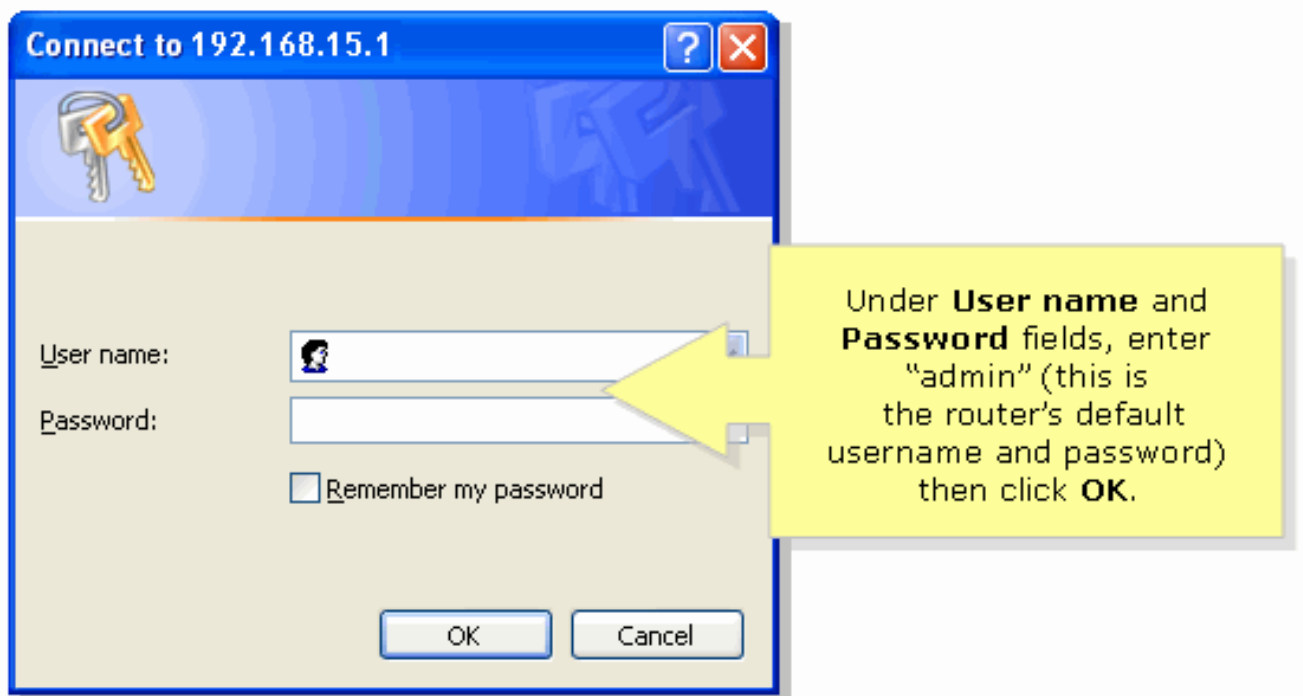 Connect to 192.168.15.1
?
User name:
Password:
Remember my password
OK Cancel
Under User name and
Password fields, enter
“admin” (this is
the router’s default
username and password)
then click OK.